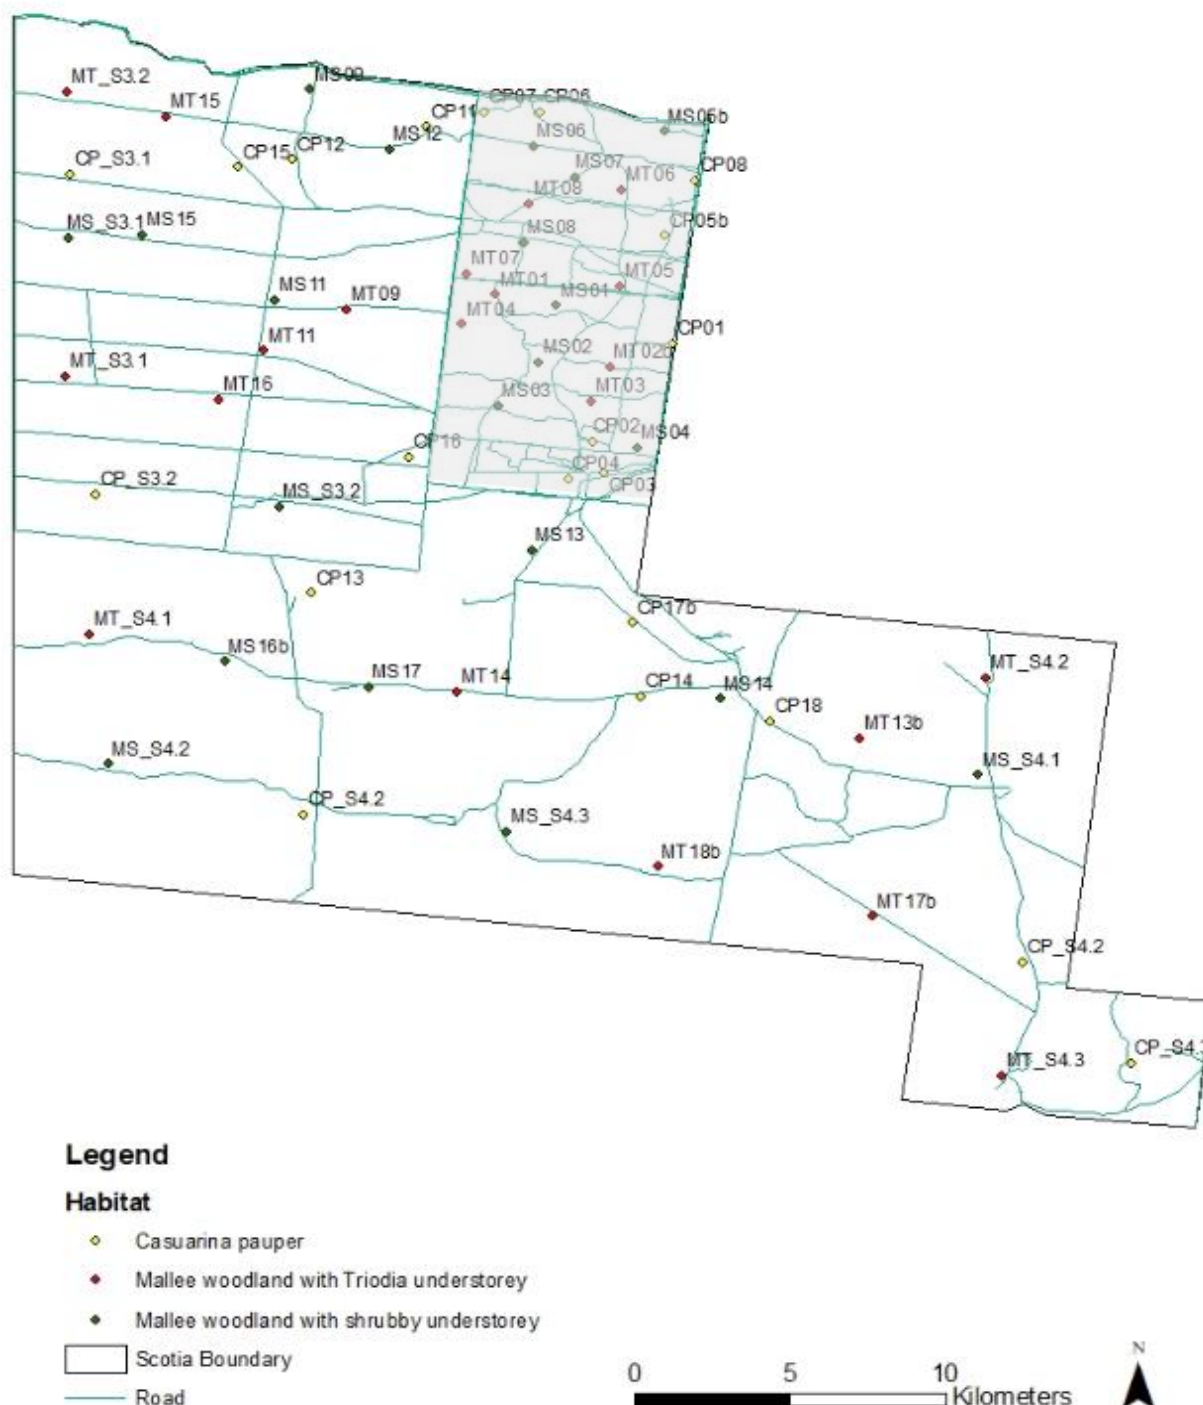 MS09
MT_S3.2
MT15
CP11
CP07
CP06
MS05b
MS12
MS06
CP15
CP12
CP_S3.1
MS07
MT06
CP08
MT08
CP05b
MS_S3.1
MS15
MS08
MT07
MT01
MT05
MS11
MT09
MS01
MT04
CP01
MT11
MS02
MT02b
MT_S3.1
MT16
MS03
MT03
CP02
MS04
CP16
CP04
CP03
CP_S3.2
MS_S3.2
MS13
CP13
CP17b
MT_S4.1
MS16b
MS17
MT14
CP14
MS14
MT_S4.2
CP18
MT13b
MS_S4.2
MS_S4.1
CP_S4.2
MS_S4.3
MT18b
MT17b
CP_S4.2
MT_S4.3
CP_S4.
Legend
Habitat
Casuarina pauper
Mallee woodland with Triodia understorey
Mallee woodland with shrubby understorey
Scotia Boundary
Road
N
0 5 10
Kilometers